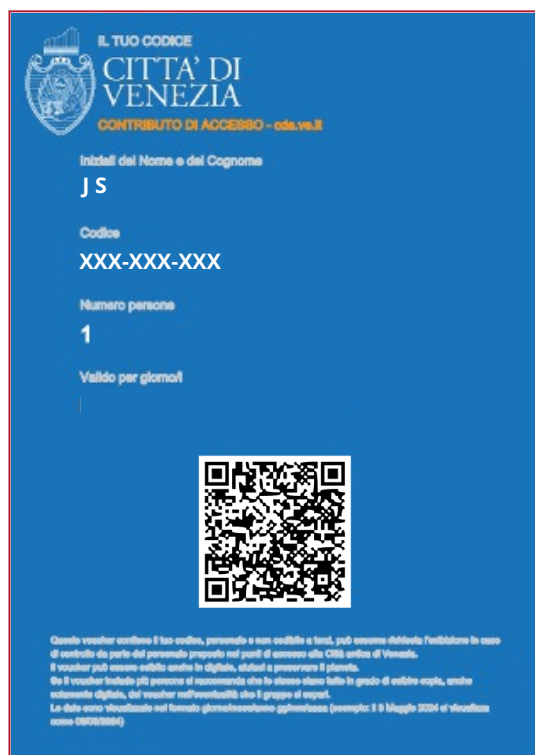 IL TUO CODICE
CITTA' DI
VENEZIA
CONTRIBUTO DI ACCESSO - cda.ve.it
Iniziali del Nome e del Cognome
J S
Codice
XXX-XXX-XXX
Numero persone
1
Valido per giorno/i
Questo voucher contiene il tuo codice, personale e non cedibile a terzi, può esserne richiesta l'esibizione in caso
di controllo da parte del personale preposto nei punti di accesso alla Città antica di Venezia.
Il voucher può essere esibito anche in digitale, aiutaci a preservare il pianeta.
Se il voucher include più persone si raccomanda che le stesse siano tutte in grado di esibire copia, anche
solamente digitale, del voucher nell'eventualità che il gruppo si separi.
Le date sono visualizzate nel formato giorno/mese/anno gg/mm/aaaa (esempio: il 8 Maggio 2024 si visualizza
come